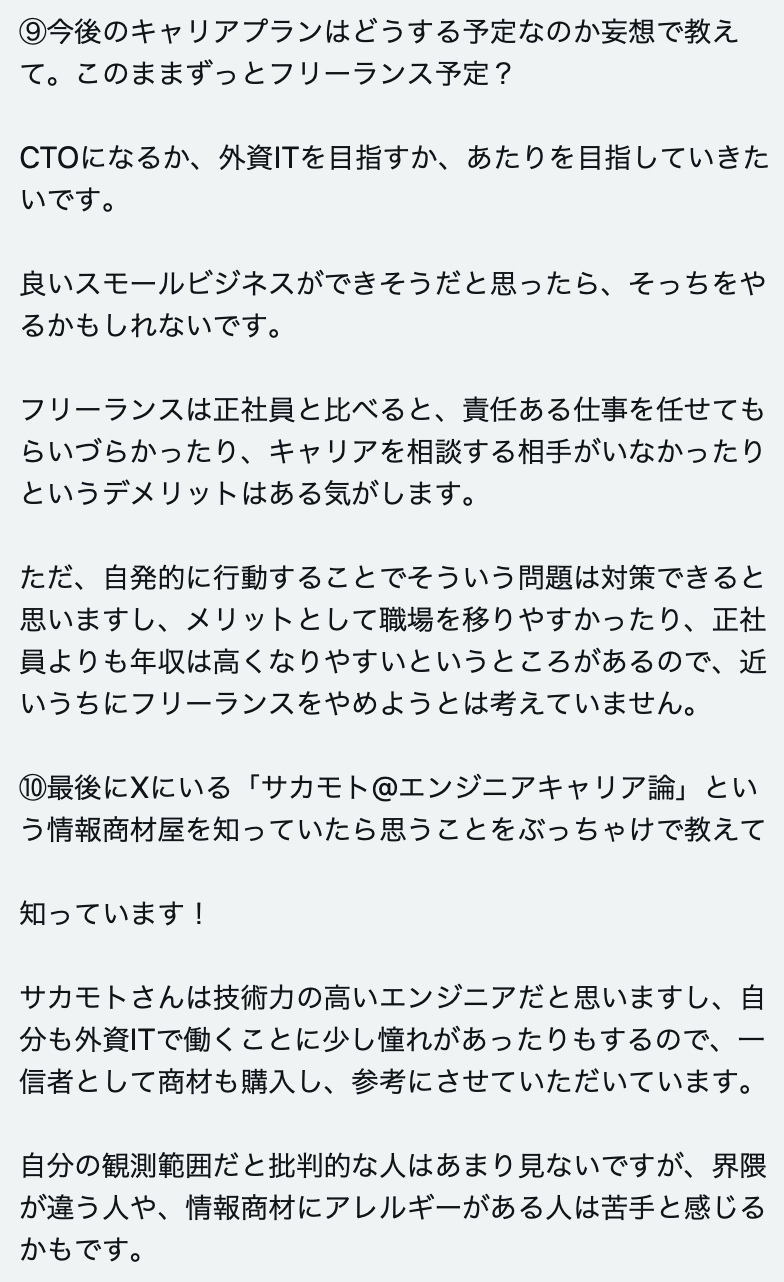 ⑨今後のキャリアプランはどうする予定なのか妄想で教え
て。このままずっとフリーランス予定？
CTOになるか、外資ITを目指すか、あたりを目指していきた
いです。
良いスモールビジネスができそうだと思ったら、そっちをや
るかもしれないです。
フリーランスは正社員と比べると、責任ある仕事を任せても
らいづらかったり、キャリアを相談する相手がいなかったり
というデメリットはある気がします。
ただ、自発的に行動することでそういう問題は対策できると
思いますし、メリットとして職場を移りやすかったり、正社
員よりも年収は高くなりやすいというところがあるので、近
いうちにフリーランスをやめようとは考えていません。
⑩最後にXにいる「サカモト@エンジニアキャリア論」とい
う情報商材屋を知っていたら思うことをぶっちゃけで教えて
知っています！
サカモトさんは技術力の高いエンジニアだと思いますし、自
分も外資ITで働くことに少し憧れがあったりもするので、一
信者として商材も購入し、参考にさせていただいています。
自分の観測範囲だと批判的な人はあまり見ないですが、界隈
が違う人や、情報商材にアレルギーがある人は苦手と感じる
かもです。